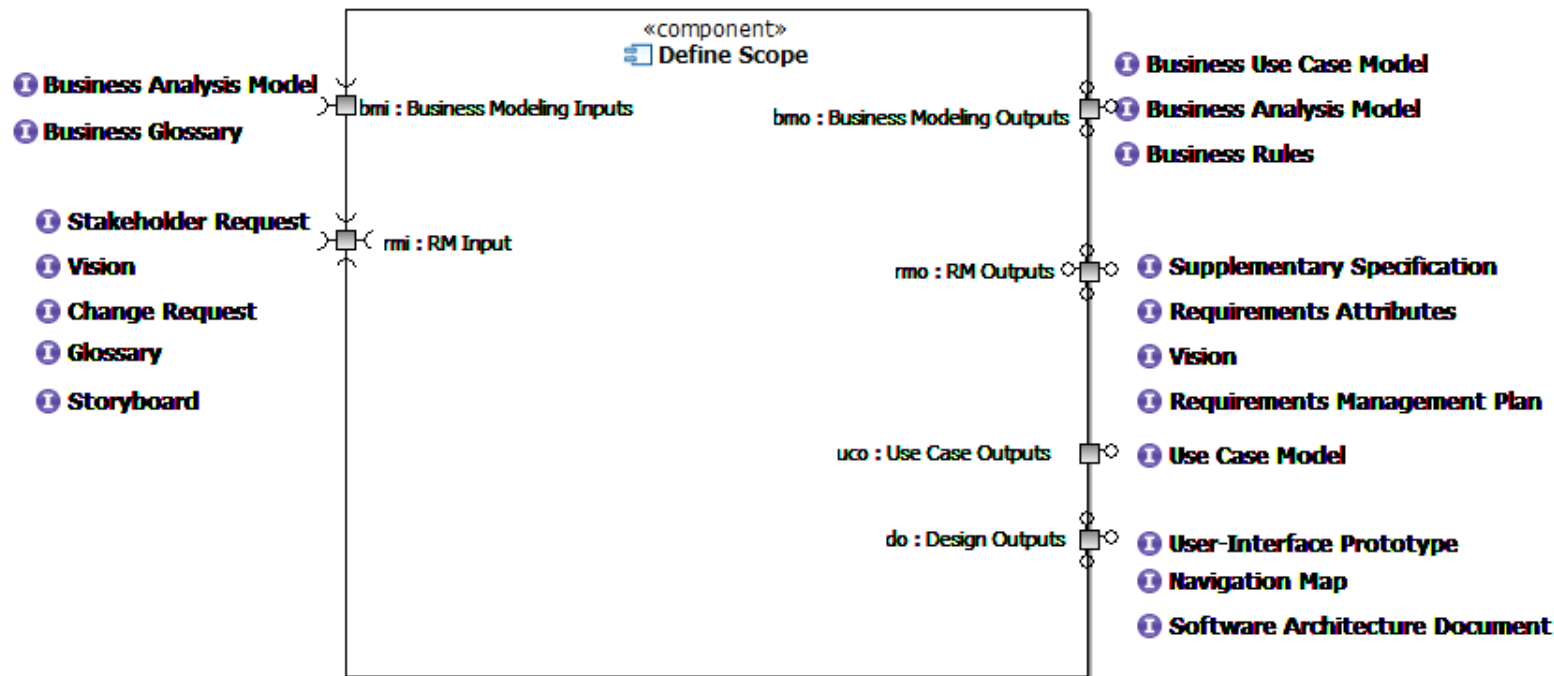 «component»
Define Scope
Business Analysis Model
Business Glossary
bmi : Business Modeling Inputs
Stakeholder Request
Vision
Change Request
Glossary
Storyboard
rmi : RM Input
bmo : Business Modeling Outputs
Business Use Case Model
Business Analysis Model
Business Rules
rmo : RM Outputs
Supplementary Specification
Requirements Attributes
Vision
Requirements Management Plan
uco : Use Case Outputs
Use Case Model
do : Design Outputs
User-Interface Prototype
Navigation Map
Software Architecture Document